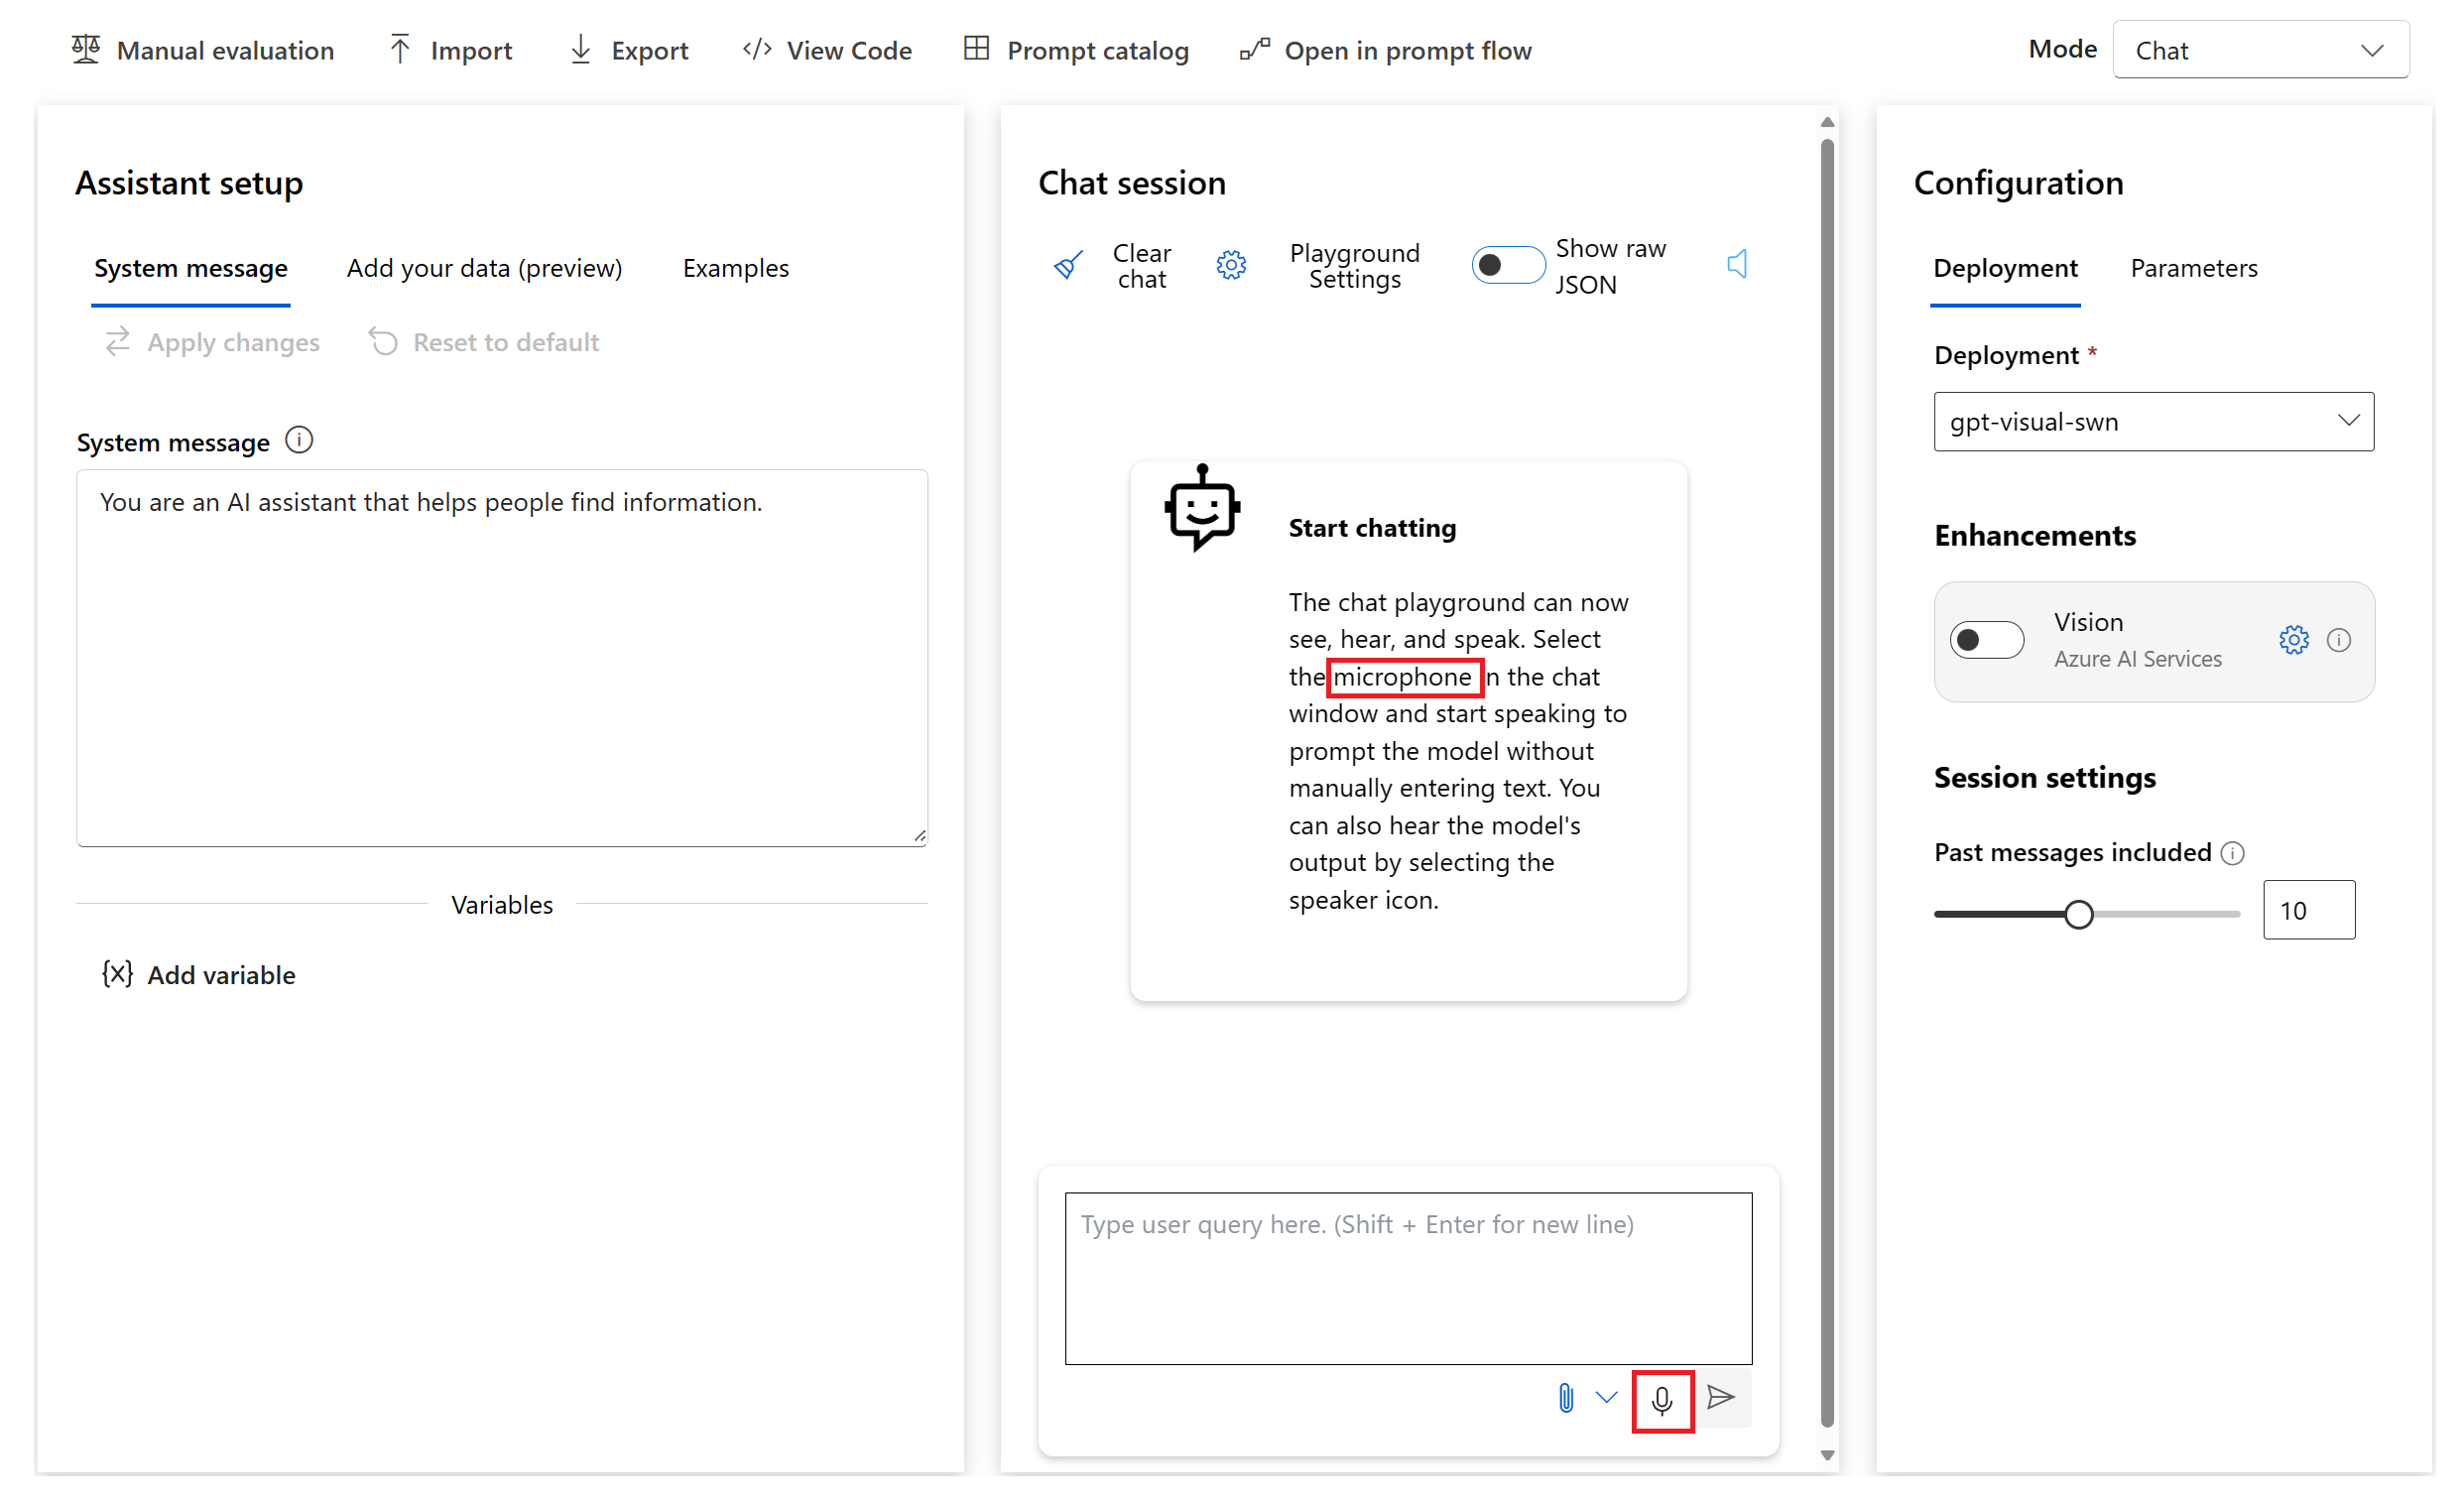 Manual evaluation Import Export </> View Code Prompt catalog Open in prompt flow Mode Chat
Assistant setup
System message Add your data (preview) Examples
Apply changes Reset to default
System message
You are an AI assistant that helps people find information.
Variables
{x} Add variable
Chat session
Clear
chat
Playground
Settings
Show raw
JSON
Start chatting
The chat playground can now
see, hear, and speak. Select
the microphone n the chat
window and start speaking to
prompt the model without
manually entering text. You
can also hear the model's
output by selecting the
speaker icon.
Type user query here. (Shift + Enter for new line)
Configuration
Deployment Parameters
Deployment *
gpt-visual-swn
Enhancements
Vision
Azure AI Services
Session settings
Past messages included
10